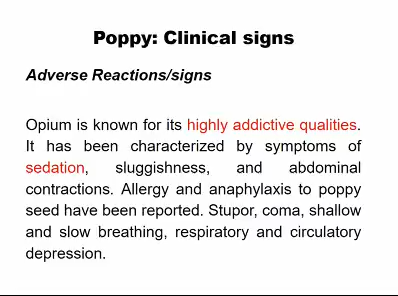 Poppy: Clinical signs
Adverse Reactions/signs
Opium is known for its highly addictive qualities.
It has been characterized by symptoms of
sedation, sluggishness, and abdominal
contractions. Allergy and anaphylaxis to poppy
seed have been reported. Stupor, coma, shallow
and slow breathing, respiratory and circulatory
depression.